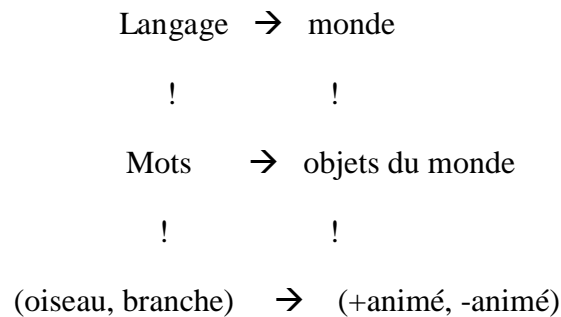 Langage → monde
! !
Mots → objets du monde
! !
(oiseau, branche) → (+animé, -animé)